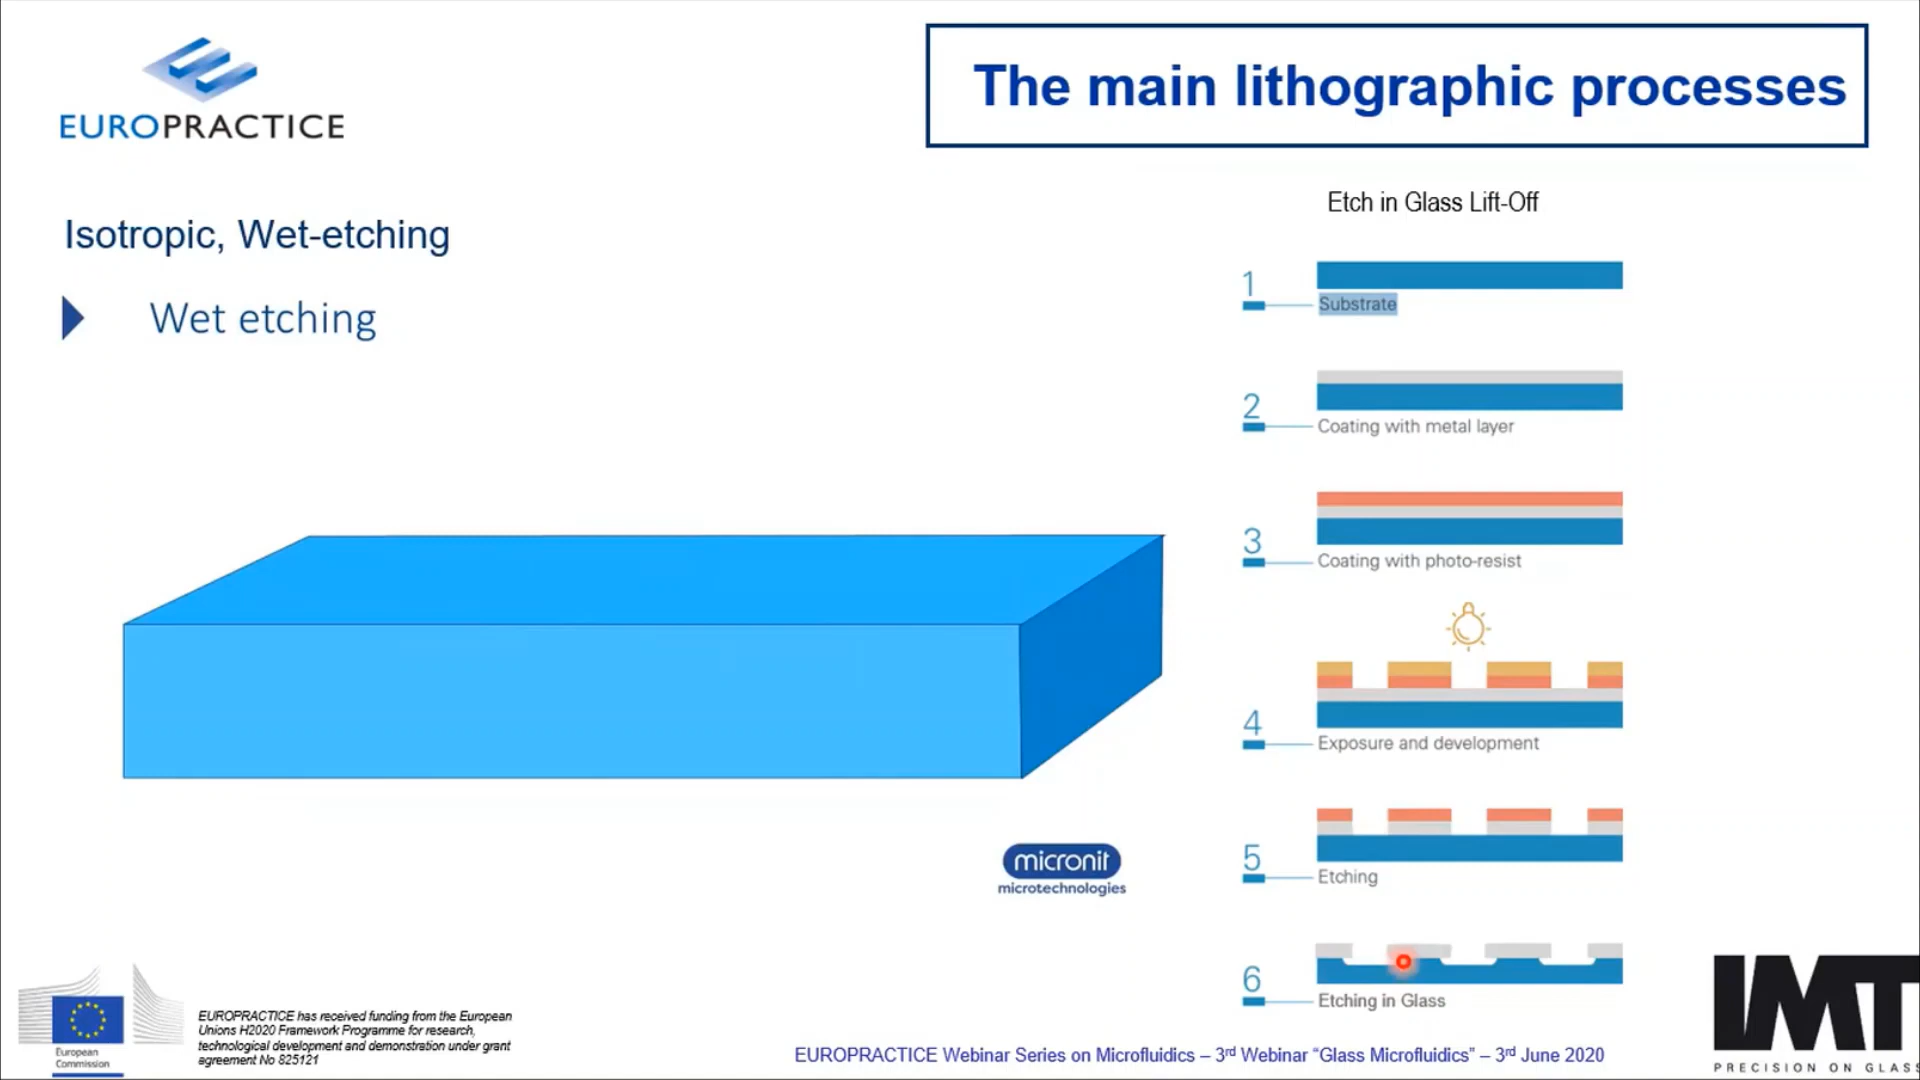 EUROPRACTICE
The main lithographic processes
Isotropic, Wet-etching
Wet etching
Etch in Glass Lift-Off
1
Substrate
2
Coating with metal layer
3
Coating with photo-resist
4
Exposure and development
5
Etching
6
Etching in Glass
micronit
microtechnologies
European
Commission
EUROPRACTICE has received funding from the European
Unions H2020 Framework Programme for research,
technological development and demonstration under grant
agreement No 825121
EUROPRACTICE Webinar Series on Microfluidics – 3rd Webinar “Glass Microfluidics” – 3rd June 2020
IMT
PRECISION ON GLASS